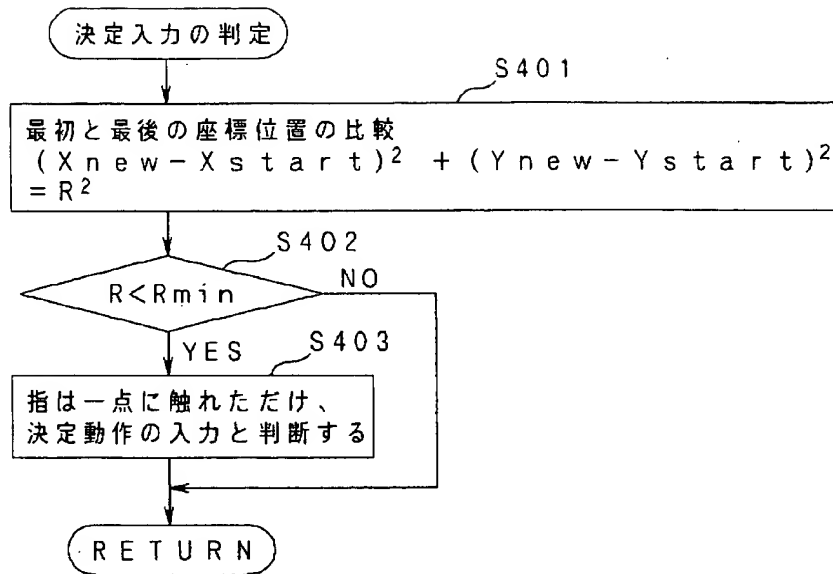 決定入力の判定
S401
最初と最後の座標位置の比較
(Xnew-Xstart)² +(Ynew-Ystart)²
=R²
S402
R<Rmin
NO
YES
S403
指は一点に触れただけ、
決定動作の入力と判断する
RETURN